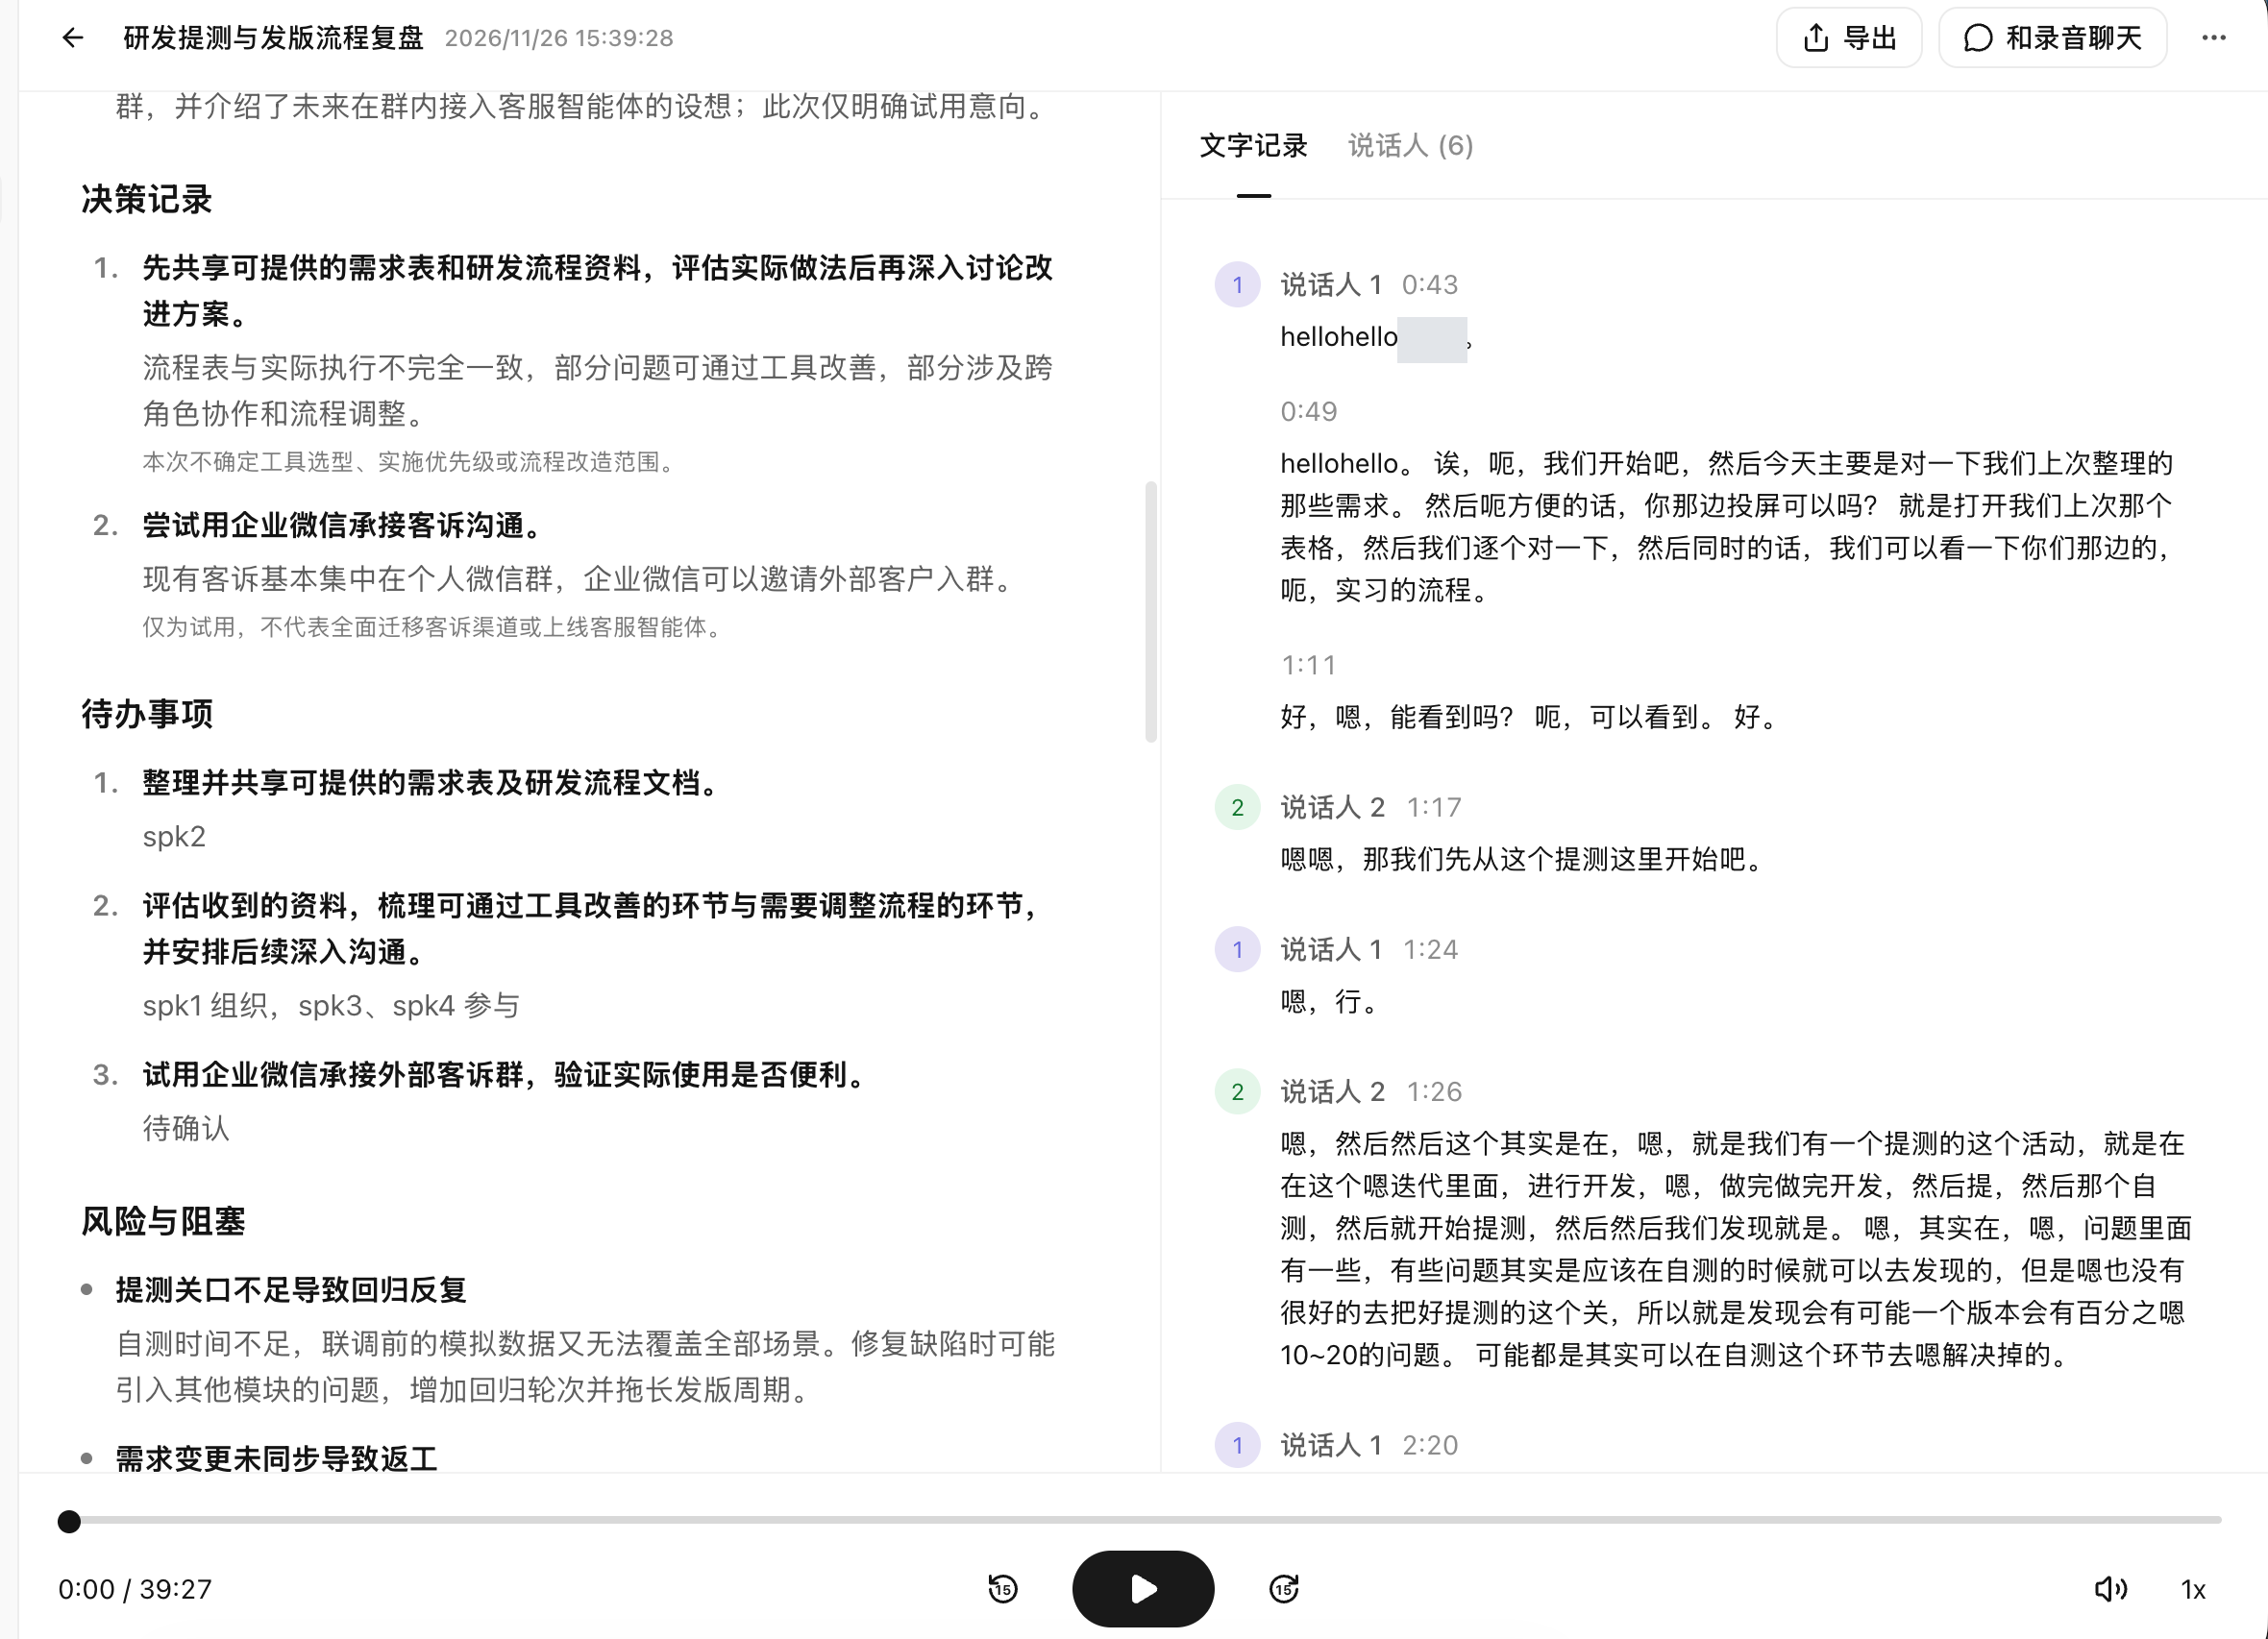 研发提测与发版流程复盘 2026/11/26 15:39:28
导出
和录音聊天
群，并介绍了未来在群内接入客服智能体的设想；此次仅明确试用意向。
决策记录
1. 先共享可提供的需求表和研发流程资料，评估实际做法后再深入讨论改
进方案。
流程表与实际执行不完全一致，部分问题可通过工具改善，部分涉及跨
角色协作和流程调整。
本次不确定工具选型、实施优先级或流程改造范围。
2. 尝试用企业微信承接客诉沟通。
现有客诉基本集中在个人微信群，企业微信可以邀请外部客户入群。
仅为试用，不代表全面迁移客诉渠道或上线客服智能体。
待办事项
1. 整理并共享可提供的需求表及研发流程文档。
spk2
2. 评估收到的资料，梳理可通过工具改善的环节与需要调整流程的环节，
并安排后续深入沟通。
spk1 组织，spk3、spk4 参与
3. 试用企业微信承接外部客诉群，验证实际使用是否便利。
待确认
风险与阻塞
提测关口不足导致回归反复
自测时间不足，联调前的模拟数据又无法覆盖全部场景。修复缺陷时可能
引入其他模块的问题，增加回归轮次并拖长发版周期。
需求变更未同步导致返工
文字记录
说话人 (6)
1 说话人 1 0:43
hellohello。
0:49
hellohello。 诶，呃，我们开始吧，然后今天主要是对一下我们上次整理的
那些需求。 然后呃方便的话，你那边投屏可以吗？ 就是打开我们上次那个
表格，然后我们逐个对一下，然后同时的话，我们可以看一下你们那边的，
呃，实习的流程。
1:11
好，嗯，能看到吗？ 呃，可以看到。 好。
2 说话人 2 1:17
嗯嗯，那我们先从这个提测这里开始吧。
1 说话人 1 1:24
嗯，行。
2 说话人 2 1:26
嗯，然后然后这个其实是在，嗯，就是我们有一个提测的这个活动，就是在
在这个嗯迭代里面，进行开发，嗯，做完做完开发，然后提，然后那个自
测，然后就开始提测，然后然后我们发现就是。 嗯，其实在，嗯，问题里面
有一些，有些问题其实是应该在自测的时候就可以去发现的，但是嗯也没有
很好的去把好提测的这个关，所以就是发现会有可能一个版本会有百分之嗯
10~20的问题。 可能都是其实可以在自测这个环节去嗯解决掉的。
1 说话人 1 2:20
0:00 / 39:27
15
15
1x